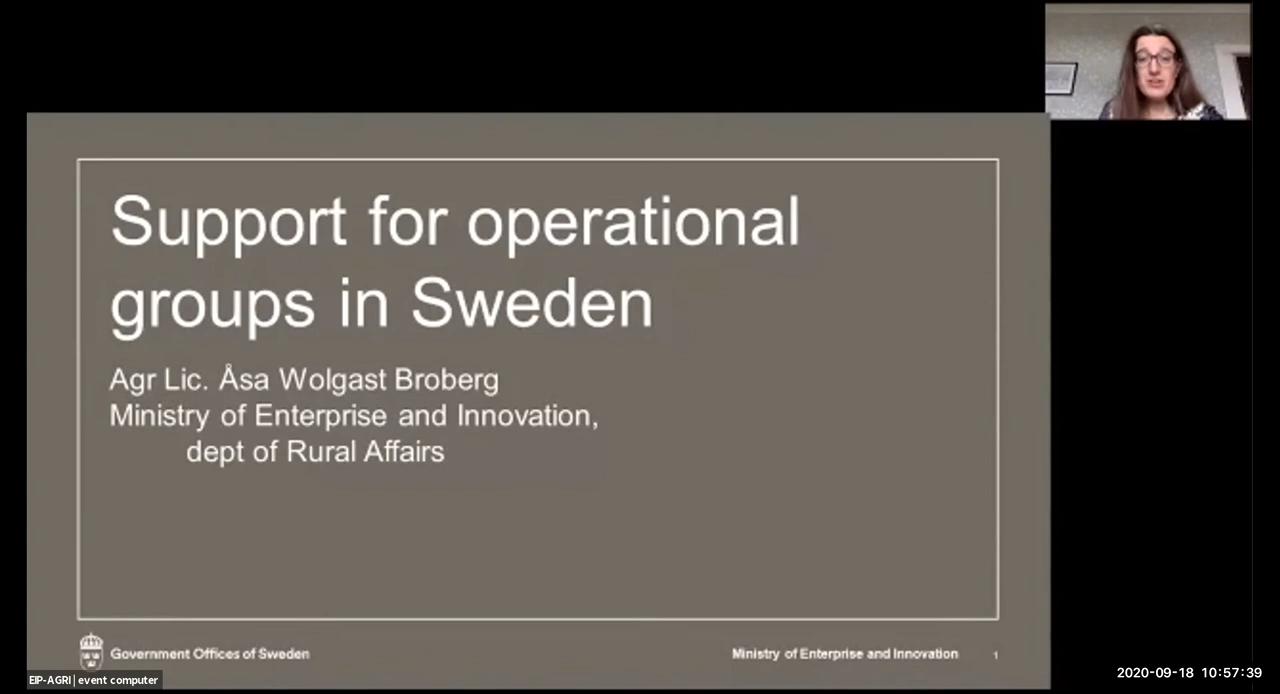 Support for operational
groups in Sweden
Agr Lic. Åsa Wolgast Broberg
Ministry of Enterprise and Innovation,
dept of Rural Affairs
Government Offices of Sweden
Ministry of Enterprise and Innovation 1
EIP-AGRI | event computer
2020-09-18 10:57:39